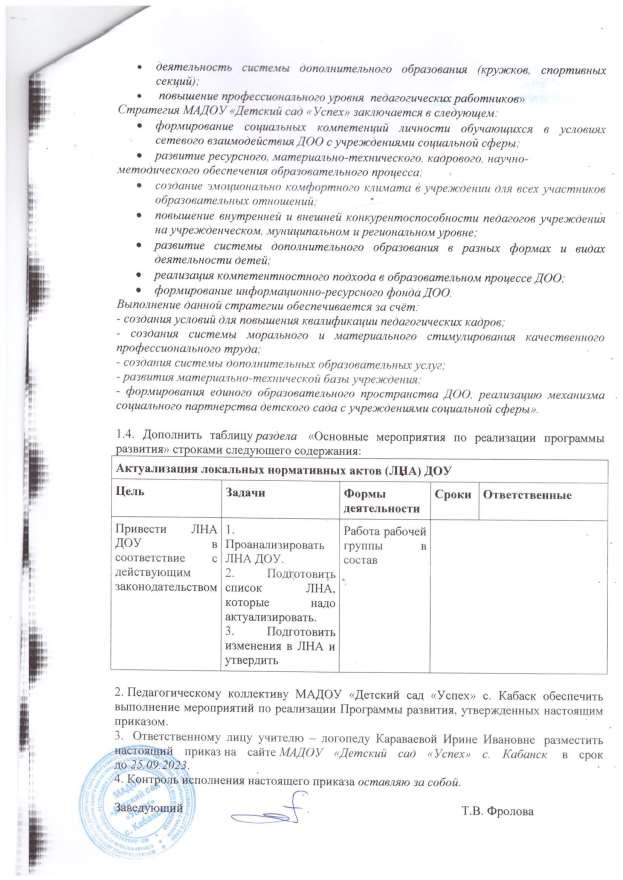 • деятельность системы дополнительного образования (кружков, спортивных
секций);
• повышение профессионального уровня педагогических работников»
Стратегия МАДОУ «Детский сад «Успех» заключается в следующем:
• формирование социальных компетенций личности обучающихся в условиях
сетевого взаимодействия ДОО с учреждениями социальной сферы;
• развитие ресурсного, материально-технического, кадрового, научно-
методического обеспечения образовательного процесса;
• создание эмоционально комфортного климата в учреждении для всех участников
образовательных отношений;
• повышение внутренней и внешней конкурентоспособности педагогов учреждения
на учрежденческом, муниципальном и региональном уровне;
• развитие системы дополнительного образования в разных формах и видах
деятельности детей;
• реализация компетентностного подхода в образовательном процессе ДОО;
• формирование информационно-ресурсного фонда ДОО.
Выполнение данной стратегии обеспечивается за счёт:
- создания условий для повышения квалификации педагогических кадров;
- создания системы морального и материального стимулирования качественного
профессионального труда;
- создания системы дополнительных образовательных услуг;
- развития материально-технической базы учреждения;
- формирования единого образовательного пространства ДОО, реализацию механизма
социального партнерства детского сада с учреждениями социальной сферы».
1.4. Дополнить таблицу раздела «Основные мероприятия по реализации программы
развития» строками следующего содержания:
Актуализация локальных нормативных актов (ЛНА) ДОУ
Цель Задачи Формы деятельности Сроки Ответственные
Привести ЛНА
ДОУ в
соответствие с
действующим
законодательством
1.
Проанализировать
ЛНА ДОУ.
2. Подготовить
список ЛНА,
которые надо
актуализировать.
3. Подготовить
изменения в ЛНА и
утвердить
Работа рабочей
группы в
состав
2. Педагогическому коллективу МАДОУ «Детский сад «Успех» с. Кабаск обеспечить
выполнение мероприятий по реализации Программы развития, утвержденных настоящим
приказом.
3. Ответственному лицу учителю – логопеду Караваевой Ирине Ивановне разместить
настоящий приказ на сайте МАДОУ «Детский сад «Успех» с. Кабанск в срок
до 25.09.2023.
4. Контроль исполнения настоящего приказа оставляю за собой.
Заведующий Т.В. Фролова
МАДОУ
«Успех»
с. Кабанск